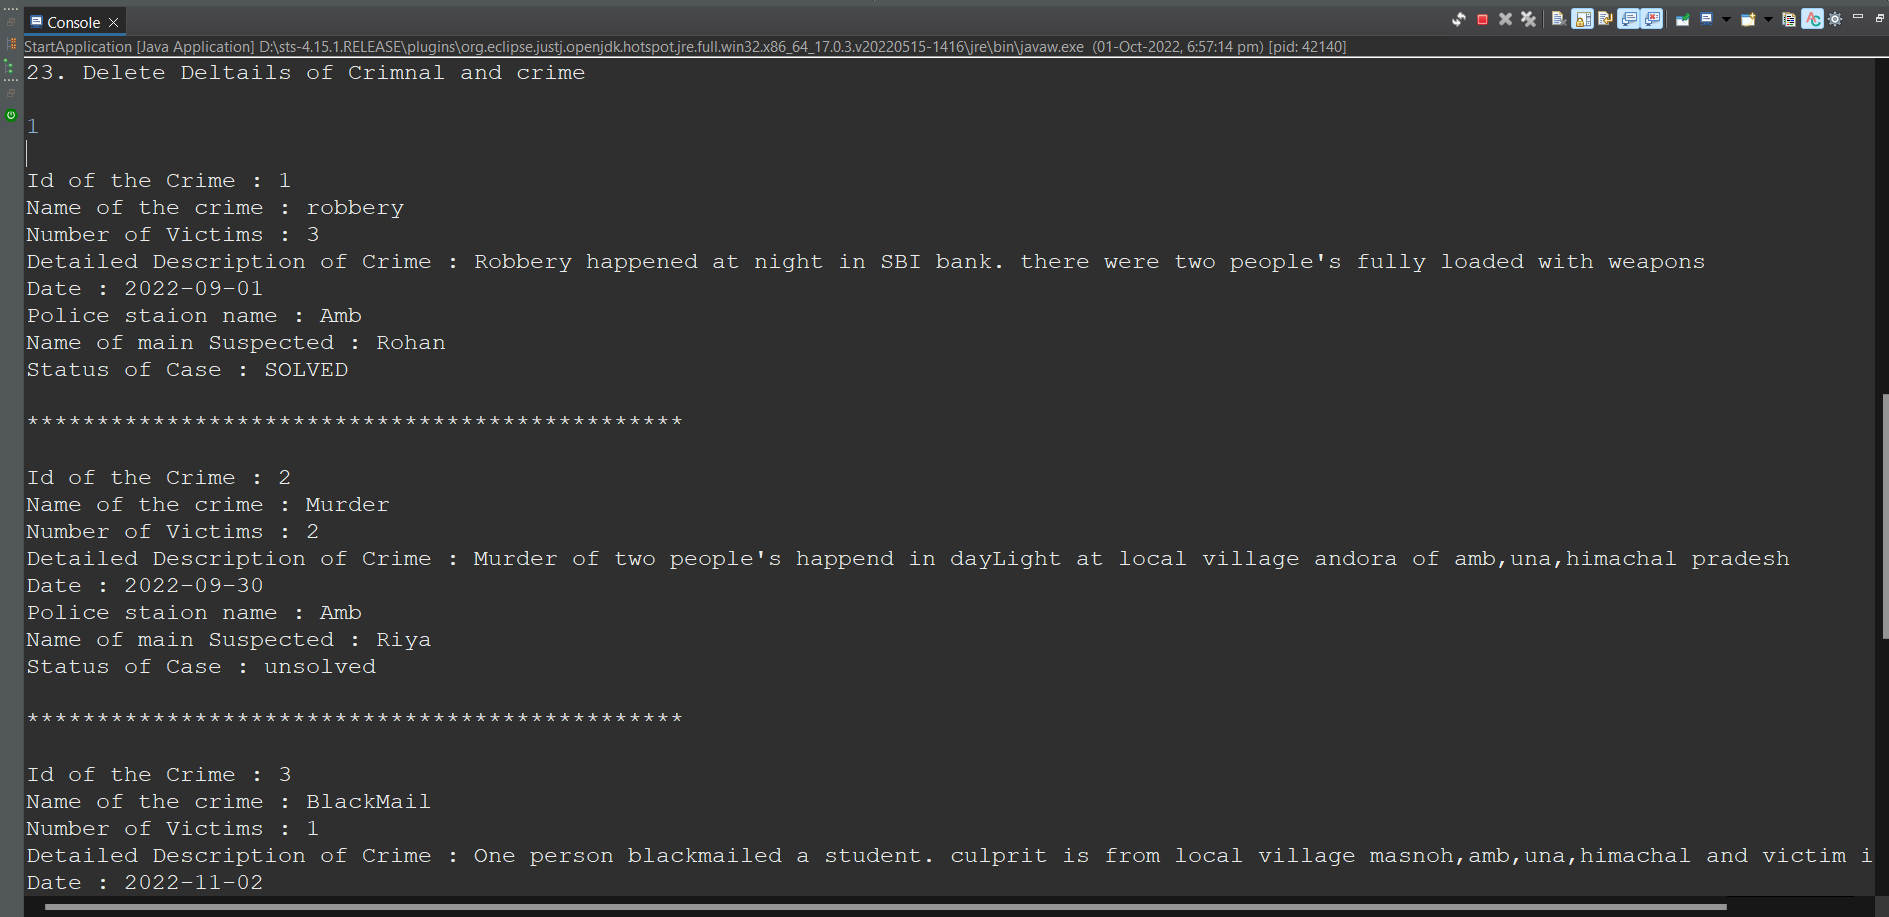 Console
StartApplication [Java Application] D:\sts-4.15.1.RELEASE\plugins\org.eclipse.justj.openjdk.hotspot.jre.full.win32.x86_64_17.0.3.v20220515-1416\jre\bin\javaw.exe (01-Oct-2022, 6:57:14 pm) [pid: 42140]
23. Delete Deltails of Crimnal and crime
1
Id of the Crime : 1
Name of the crime : robbery
Number of Victims : 3
Detailed Description of Crime : Robbery happened at night in SBI bank. there were two people's fully loaded with weapons
Date : 2022-09-01
Police staion name : Amb
Name of main Suspected : Rohan
Status of Case : SOLVED
***********************************************
Id of the Crime : 2
Name of the crime : Murder
Number of Victims : 2
Detailed Description of Crime : Murder of two people's happend in dayLight at local village andora of amb,una,himachal pradesh
Date : 2022-09-30
Police staion name : Amb
Name of main Suspected : Riya
Status of Case : unsolved
***********************************************
Id of the Crime : 3
Name of the crime : BlackMail
Number of Victims : 1
Detailed Description of Crime : One person blackmailed a student. culprit is from local village masnoh,amb,una,himachal and victim i
Date : 2022-11-02